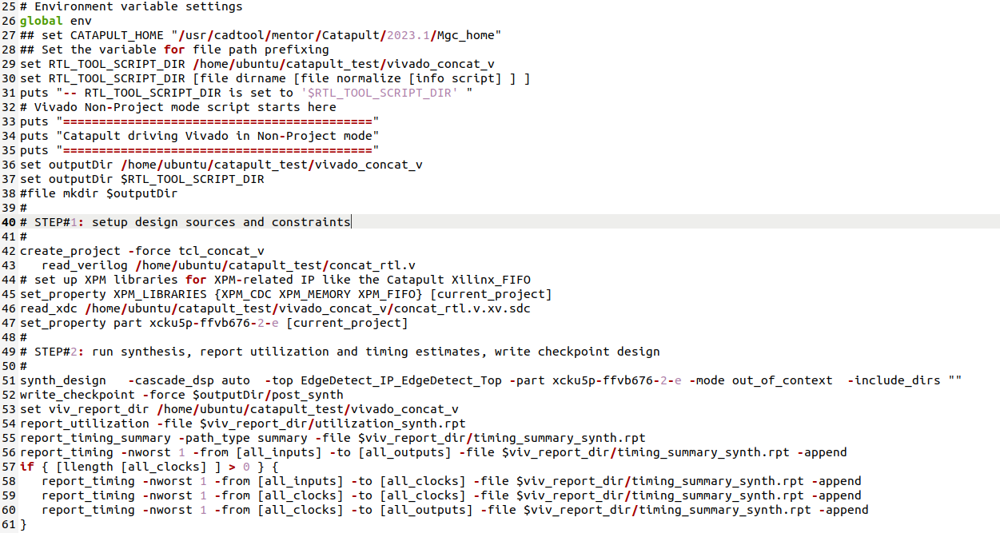 25 # Environment variable settings
26 global env
27 ## set CATAPULT_HOME "/usr/cadtool/mentor/Catapult/2023.1/Mgc_home"
28 ## Set the variable for file path prefixing
29 set RTL_TOOL_SCRIPT_DIR /home/ubuntu/catapult_test/vivado_concat_v
30 set RTL_TOOL_SCRIPT_DIR [file dirname [file normalize [info script] ] ]
31 puts "-- RTL_TOOL_SCRIPT_DIR is set to '$RTL_TOOL_SCRIPT_DIR' "
32 # Vivado Non-Project mode script starts here
33 puts "==========================================="
34 puts "Catapult driving Vivado in Non-Project mode"
35 puts "==========================================="
36 set outputDir /home/ubuntu/catapult_test/vivado_concat_v
37 set outputDir $RTL_TOOL_SCRIPT_DIR
38 #file mkdir $outputDir
39 #
40 # STEP#1: setup design sources and constraints
41 #
42 create_project -force tcl_concat_v
43    read_verilog /home/ubuntu/catapult_test/concat_rtl.v
44 # set up XPM libraries for XPM-related IP like the Catapult Xilinx_FIFO
45 set_property XPM_LIBRARIES {XPM_CDC XPM_MEMORY XPM_FIFO} [current_project]
46 read_xdc /home/ubuntu/catapult_test/vivado_concat_v/concat_rtl.v.xv.sdc
47 set_property part xcku5p-ffvb676-2-e [current_project]
48 #
49 # STEP#2: run synthesis, report utilization and timing estimates, write checkpoint design
50 #
51 synth_design   -cascade_dsp auto  -top EdgeDetect_IP_EdgeDetect_Top -part xcku5p-ffvb676-2-e -mode out_of_context  -include_dirs ""
52 write_checkpoint -force $outputDir/post_synth
53 set viv_report_dir /home/ubuntu/catapult_test/vivado_concat_v
54 report_utilization -file $viv_report_dir/utilization_synth.rpt
55 report_timing_summary -path_type summary -file $viv_report_dir/timing_summary_synth.rpt
56 report_timing -nworst 1 -from [all_inputs] -to [all_outputs] -file $viv_report_dir/timing_summary_synth.rpt -append
57 if { [llength [all_clocks] ] > 0 } {
58    report_timing -nworst 1 -from [all_inputs] -to [all_clocks] -file $viv_report_dir/timing_summary_synth.rpt -append
59    report_timing -nworst 1 -from [all_clocks] -to [all_clocks] -file $viv_report_dir/timing_summary_synth.rpt -append
60    report_timing -nworst 1 -from [all_clocks] -to [all_outputs] -file $viv_report_dir/timing_summary_synth.rpt -append
61 }